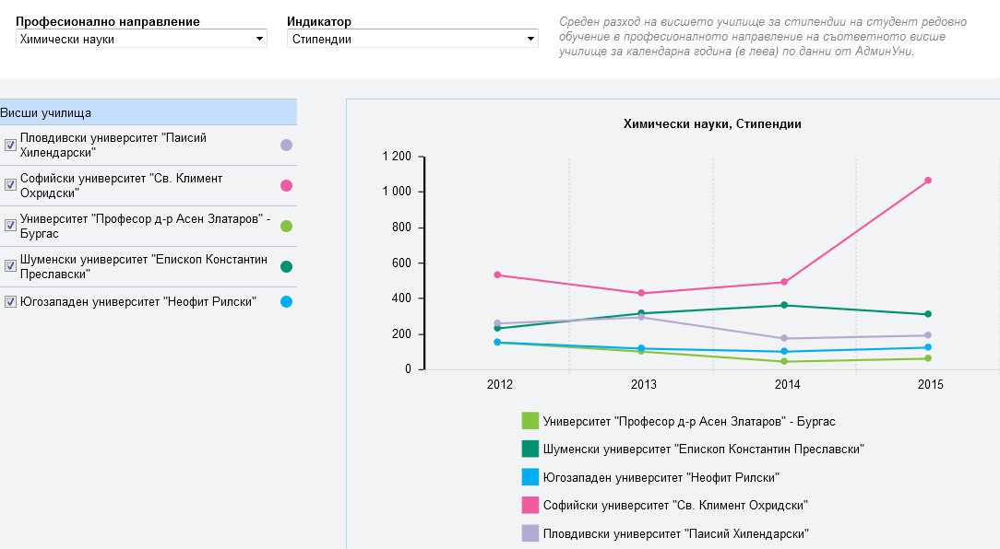 Професионално направление
Химически науки
Индикатор
Стипендии
Среден разход на висшето училище за стипендии на студент редовно
обучение в професионалното направление на съответното висше
училище за календарна година (в лева) по данни от АдминУни.
Висши училища
Пловдивски университет "Паисий
Хилендарски"
Софийски университет "Св. Климент
Охридски"
Университет "Професор д-р Асен Златаров" -
Бургас
Шуменски университет "Епископ Константин
Преславски"
Югозападен университет "Неофит Рилски"
Химически науки, Стипендии
1 200
1 000
800
600
400
200
0
2012 2013 2014 2015
Университет "Професор д-р Асен Златаров" - Бургас
Шуменски университет "Епископ Константин Преславски"
Югозападен университет "Неофит Рилски"
Софийски университет "Св. Климент Охридски"
Пловдивски университет "Паисий Хилендарски"